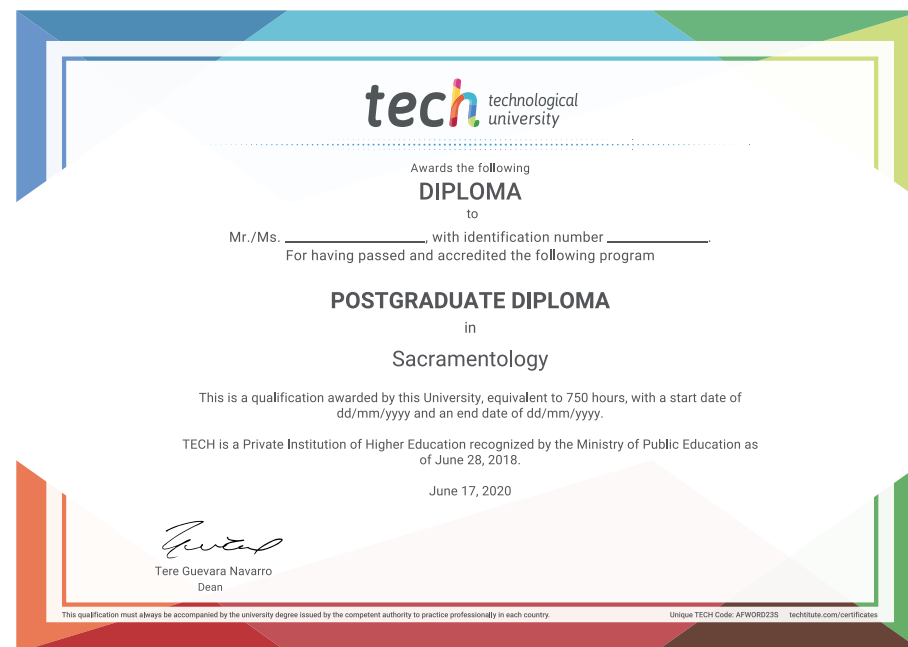 tech technological
university
Awards the following
DIPLOMA
to
Mr./Ms. ____________, with identification number ____________.
For having passed and accredited the following program
POSTGRADUATE DIPLOMA
in
Sacramentology
This is a qualification awarded by this University, equivalent to 750 hours, with a start date of
dd/mm/yyyy and an end date of dd/mm/yyyy.
TECH is a Private Institution of Higher Education recognized by the Ministry of Public Education as
of June 28, 2018.
June 17, 2020
Tere Guevara Navarro
Dean
This qualification must always be accompanied by the university degree issued by the competent authority to practice professionally in each country. Unique TECH Code: AFWORD23S techtitute.com/certificates